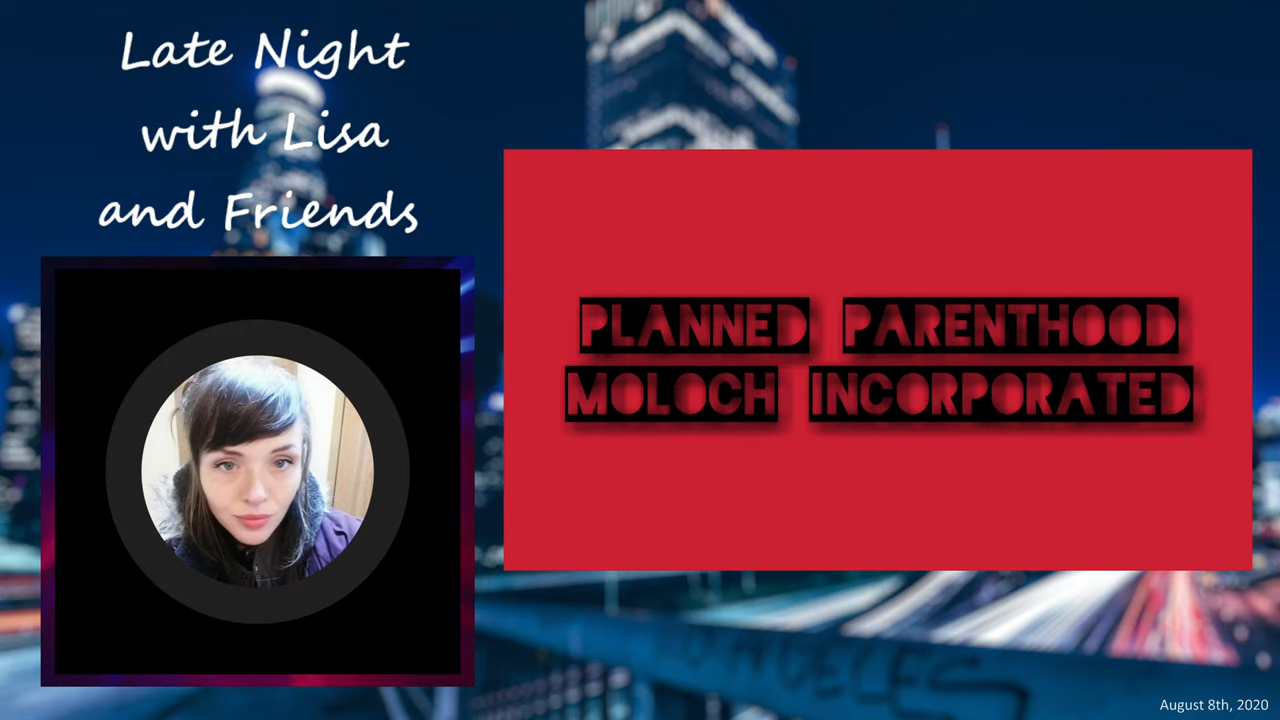 Late Night
with Lisa
and Friends
PLANNED PARENTHOOD
MOLOCH INCORPORATED
August 8th, 2020